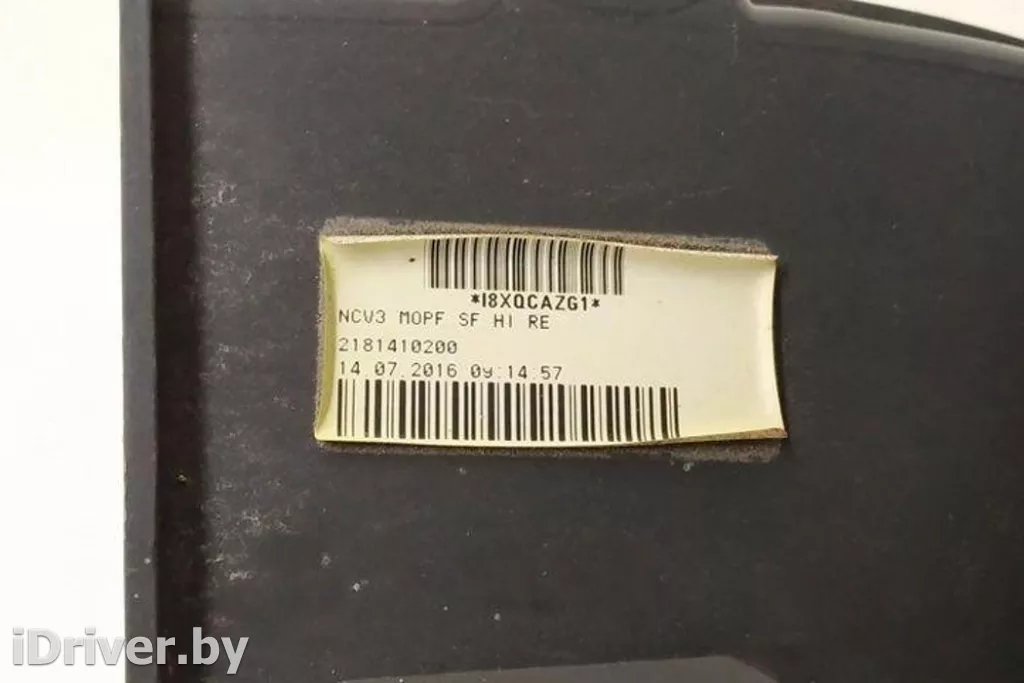 *I8XQCAZG1*
NCV3 MOPF SF HI RE
2181410200
14.07.2016 09:14:57
iDriver.by